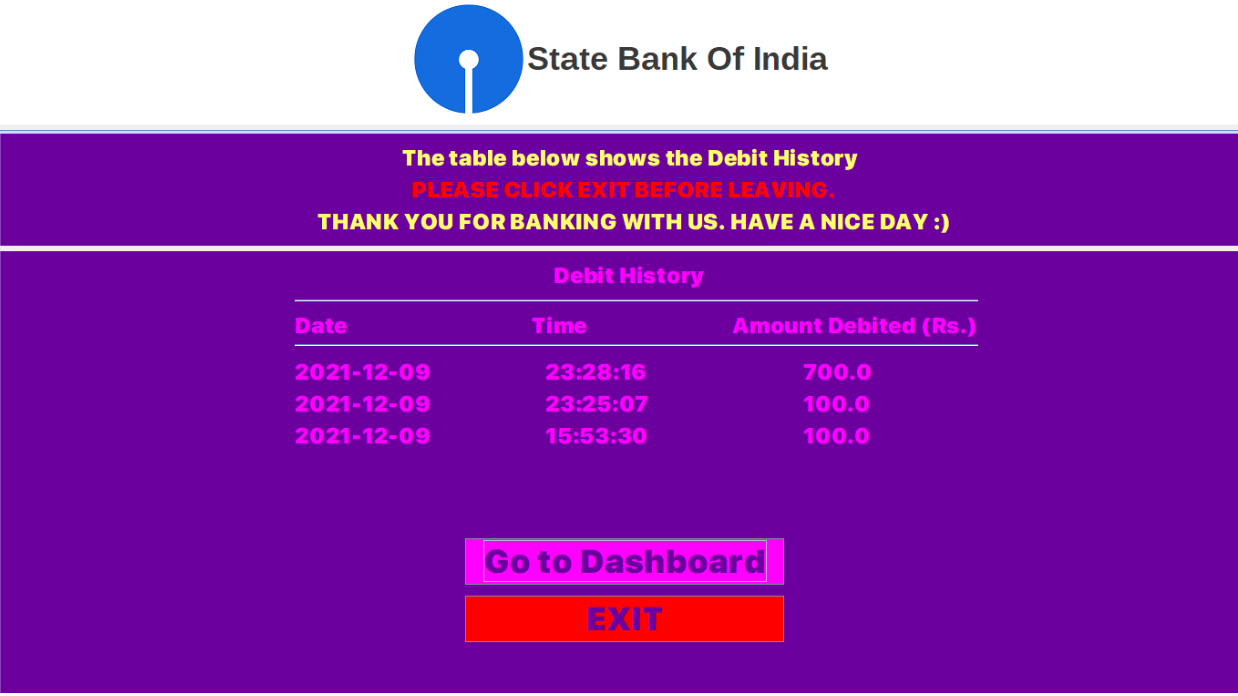 State Bank Of India
The table below shows the Debit History
PLEASE CLICK EXIT BEFORE LEAVING.
THANK YOU FOR BANKING WITH US. HAVE A NICE DAY :)
Debit History
Date Time Amount Debited (Rs.)
2021-12-09 23:28:16 700.0
2021-12-09 23:25:07 100.0
2021-12-09 15:53:30 100.0
Go to Dashboard
EXIT